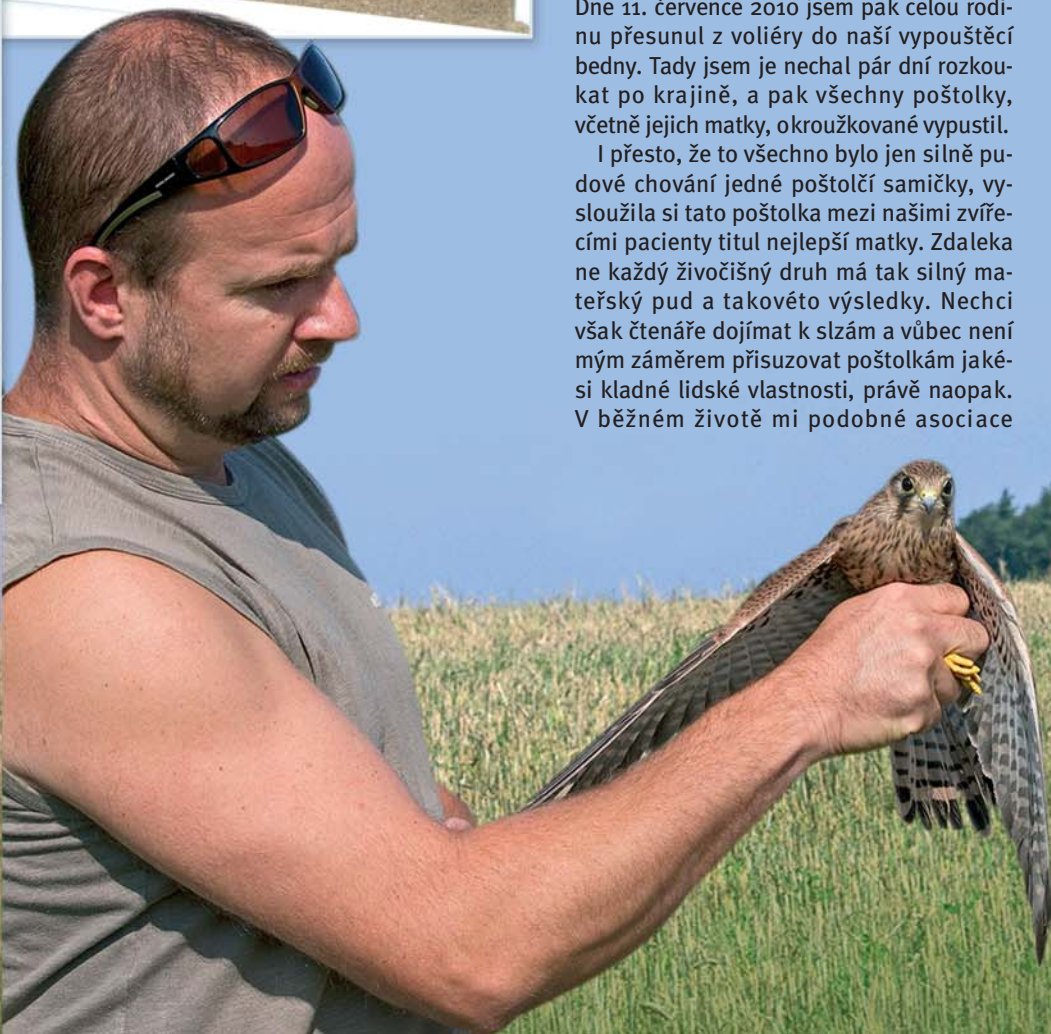 Dne 11. července 2010 jsem pak celou rodi-
nu přesunul z voliéry do naší vypouštěcí
bedny. Tady jsem je nechal pár dní rozkou-
kat po krajině, a pak všechny poštolky,
včetně jejich matky, okroužkované vypustil.
I přesto, že to všechno bylo jen silně pu-
dové chování jedné poštolčí samičky, vy-
sloužila si tato poštolka mezi našimi zvíře-
cími pacienty titul nejlepší matky. Zdaleka
ne každý živočišný druh má tak silný ma-
teřský pud a takovéto výsledky. Nechci
však čtenáře dojímat k slzám a vůbec není
mým záměrem přisuzovat poštolkám jaké-
si kladné lidské vlastnosti, právě naopak.
V běžném životě mi podobné asociace